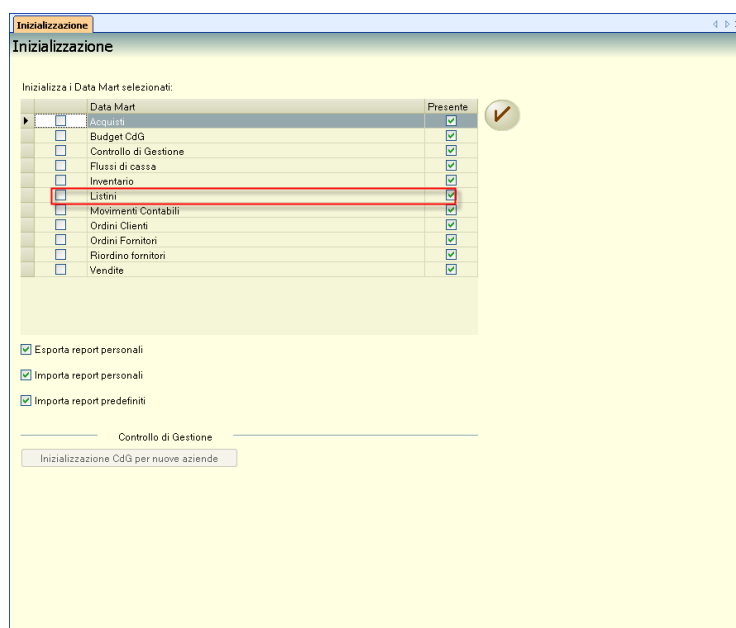 Inizializzazione
Inizializzazione
Inizializza i Data Mart selezionati:
Data Mart Presente
Acquisti
Budget CdG
Controllo di Gestione
Flussi di cassa
Inventario
Listini
Movimenti Contabili
Ordini Clienti
Ordini Fornitori
Riordino fornitori
Vendite
Esporta report personali
Importa report personali
Importa report predefiniti
Controllo di Gestione
Inizializzazione CdG per nuove aziende